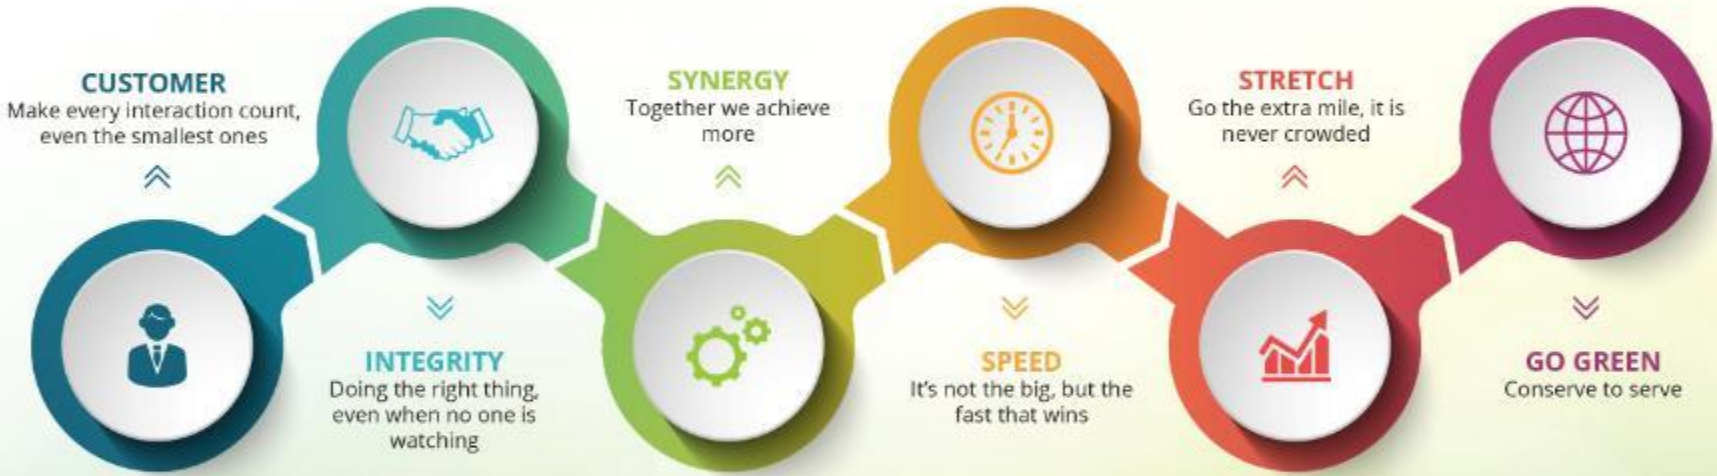 CUSTOMER
Make every interaction count,
even the smallest ones
INTEGRITY
Doing the right thing,
even when no one is
watching
SYNERGY
Together we achieve
more
SPEED
It's not the big, but the
fast that wins
STRETCH
Go the extra mile, it is
never crowded
GO GREEN
Conserve to serve